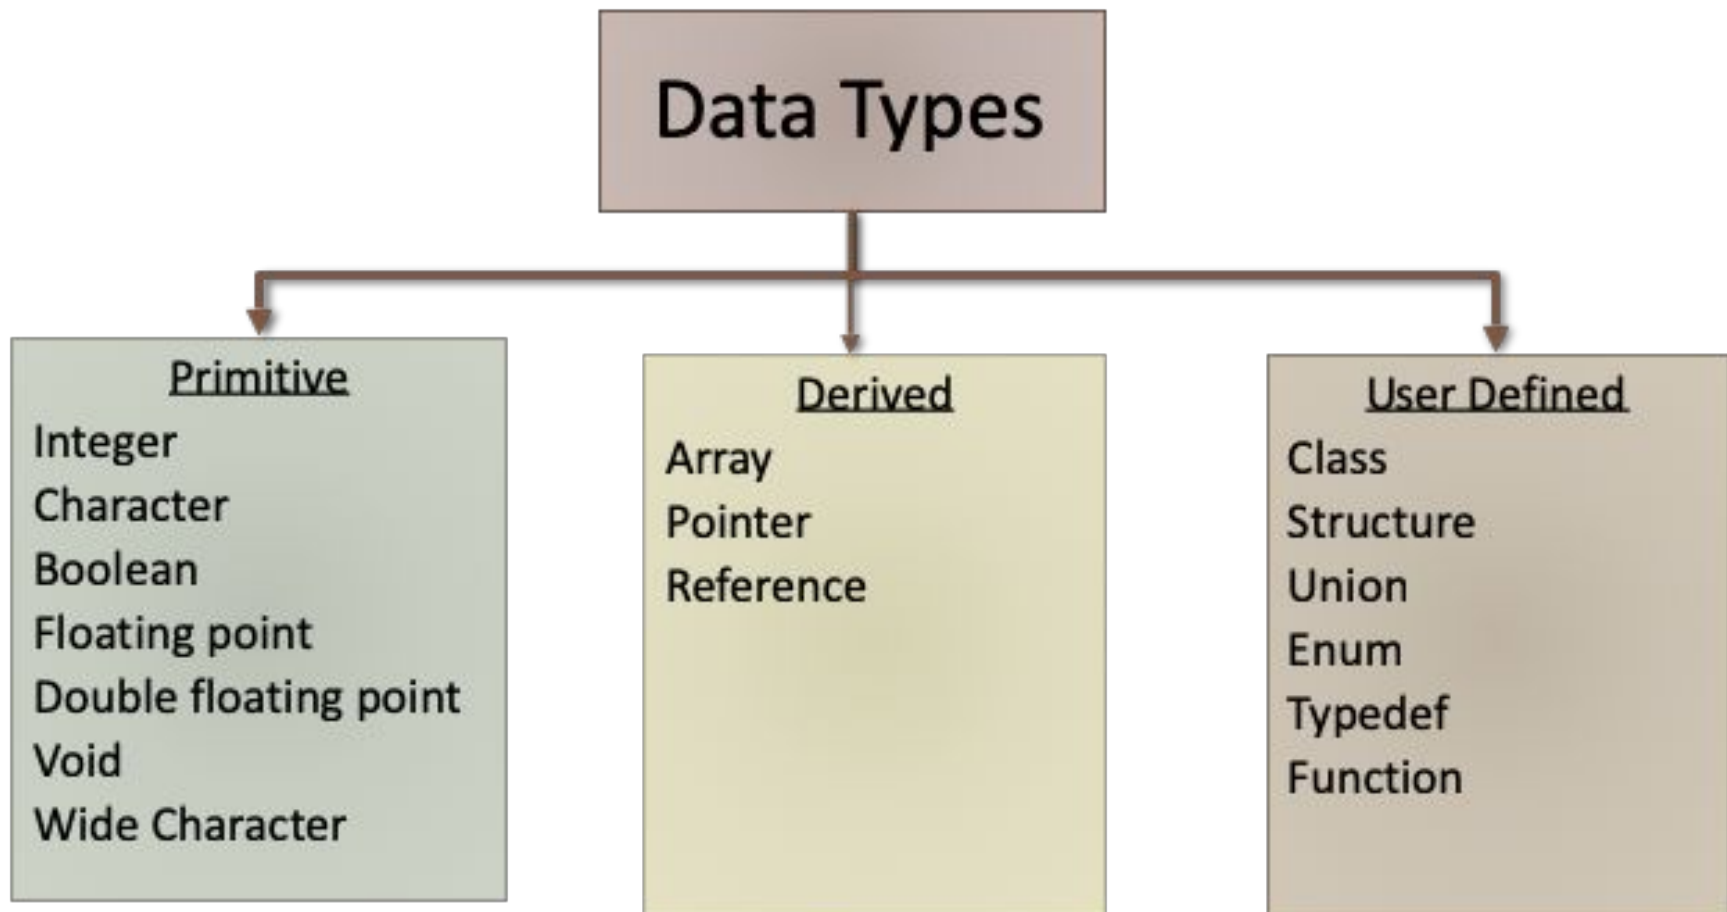 Data Types
Primitive
Integer
Character
Boolean
Floating point
Double floating point
Void
Wide Character
Derived
Array
Pointer
Reference
User Defined
Class
Structure
Union
Enum
Typedef
Function